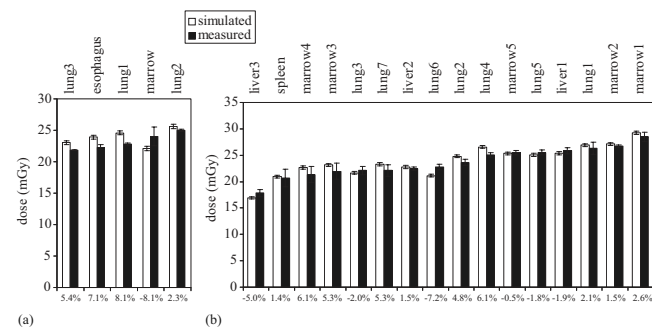 simulated
measured
lung3
esophagus
lung1
marrow
lung2
liver3
spleen
marrow4
marrow3
lung3
lung7
liver2
lung6
lung2
lung4
marrow5
lung5
liver1
lung1
marrow2
marrow1
dose (mGy)
30
25
20
15
10
5
0
5.4% 7.1% 8.1% -8.1% 2.3%
(a)
dose (mGy)
35
30
25
20
15
10
5
0
-5.0% 1.4% 6.1% 5.3% -2.0% 5.3% 1.5% -7.2% 4.8% 6.1% -0.5% -1.8% -1.9% 2.1% 1.5% 2.6%
(b)